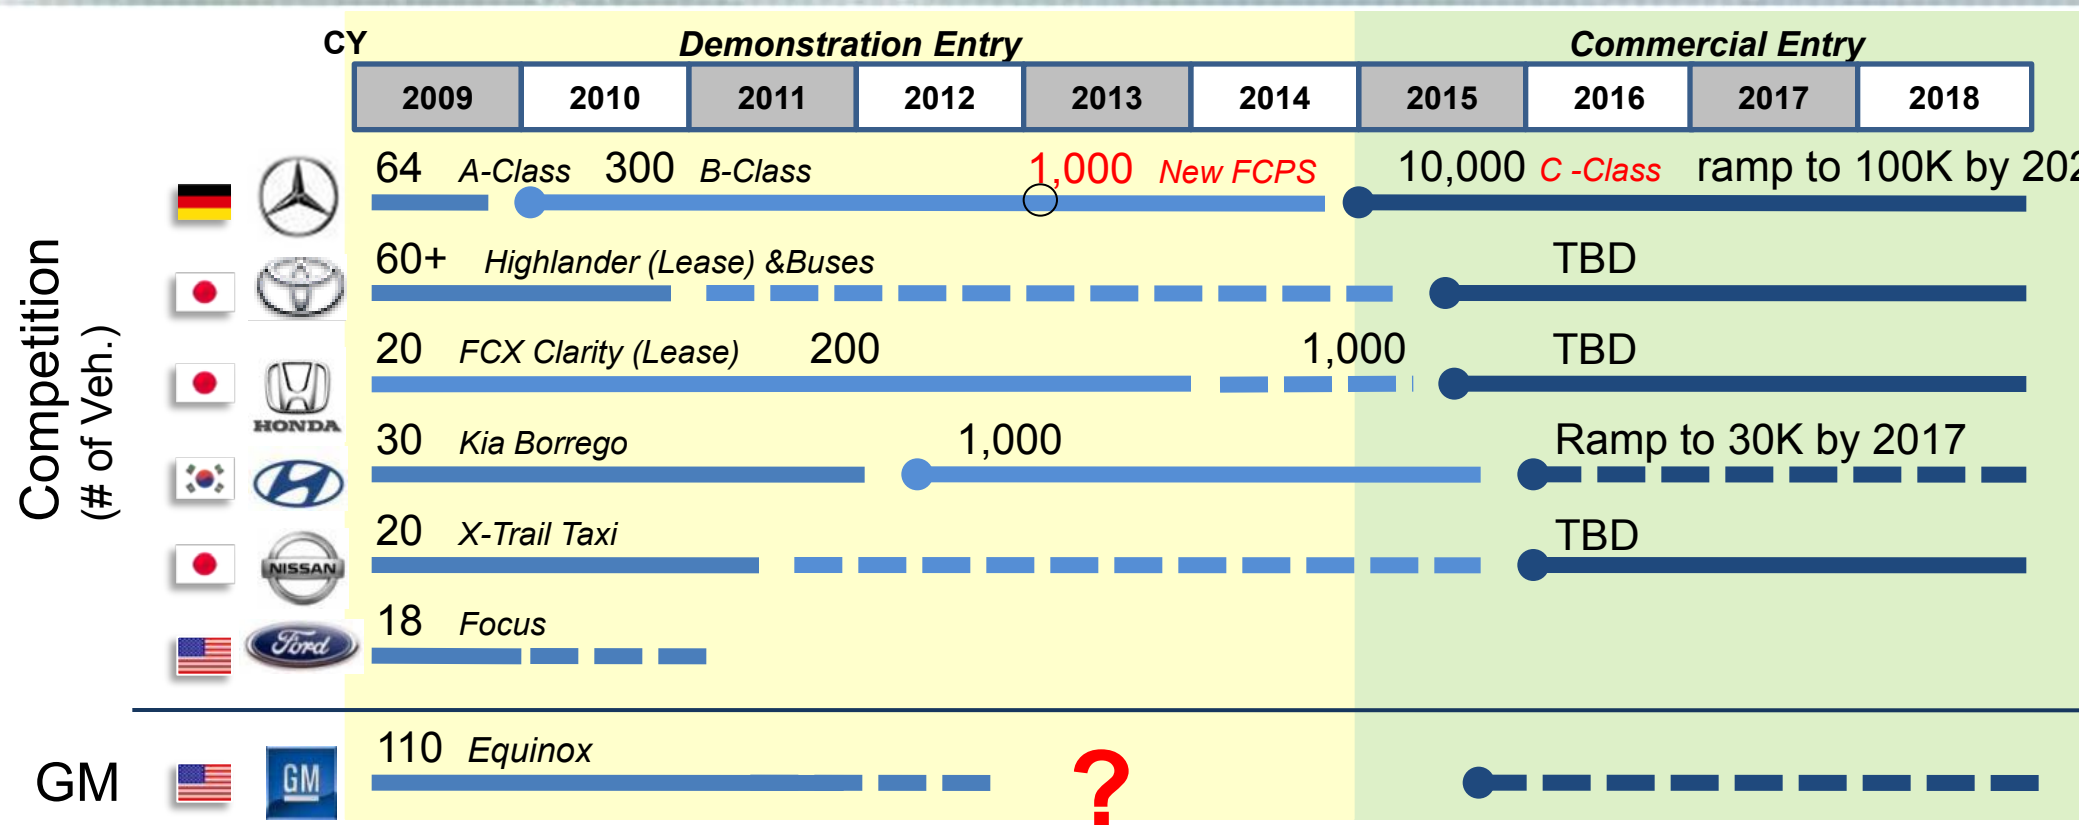 CY Demonstration Entry Commercial Entry
2009 2010 2011 2012 2013 2014 2015 2016 2017 2018
Competition
(# of Veh.)
64 A-Class 300 B-Class 1,000 New FCPS 10,000 C -Class ramp to 100K by 202
60+ Highlander (Lease) &Buses TBD
20 FCX Clarity (Lease) 200 1,000 TBD
HONDA
30 Kia Borrego 1,000 Ramp to 30K by 2017
20 X-Trail Taxi TBD
NISSAN
18 Focus
Ford
110 Equinox ?
GM GM